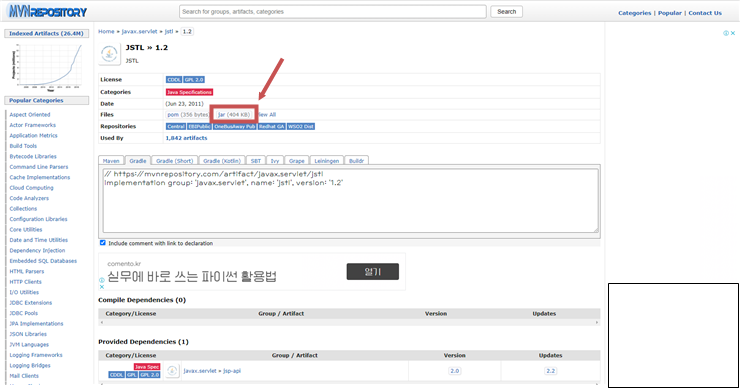 MVNREPOSITORY
Search for groups, artifacts, categories
Search
Categories | Popular | Contact Us
Indexed Artifacts (26.4M)
Projects (millions)
Year
Popular Categories
Aspect Oriented
Actor Frameworks
Application Metrics
Build Tools
Bytecode Libraries
Command Line Parsers
Cache Implementations
Cloud Computing
Code Analyzers
Collections
Configuration Libraries
Core Utilities
Date and Time Utilities
Dependency Injection
Embedded SQL Databases
HTML Parsers
HTTP Clients
I/O Utilities
JDBC Extensions
JDBC Pools
JPA Implementations
JSON Libraries
JVM Languages
Logging Frameworks
Logging Bridges
Mail Clients
Home » javax.servlet » jstl » 1.2
JSTL » 1.2
JSTL
License CDDL GPL 2.0
Categories Java Specifications
Date (Jun 23, 2011)
Files pom (356 bytes) jar (404 KB) View All
Repositories Central EBIPublic OneBusAway Pub Redhat GA WSO2 Dist
Used By 1,842 artifacts
Maven Gradle Gradle (Short) Gradle (Kotlin) SBT Ivy Grape Leiningen Buildr
// https://mvnrepository.com/artifact/javax.servlet/jstl
implementation group: 'javax.servlet', name: 'jstl', version: '1.2'
Include comment with link to declaration
comento.kr
실무에 바로 쓰는 파이썬 활용법
열기
Compile Dependencies (0)
Category/License Group / Artifact Version Updates
Provided Dependencies (1)
Category/License Group / Artifact Version Updates
Java Spec
CDDL GPL GPL 2.0
javax.servlet » jsp-api 2.0 2.2